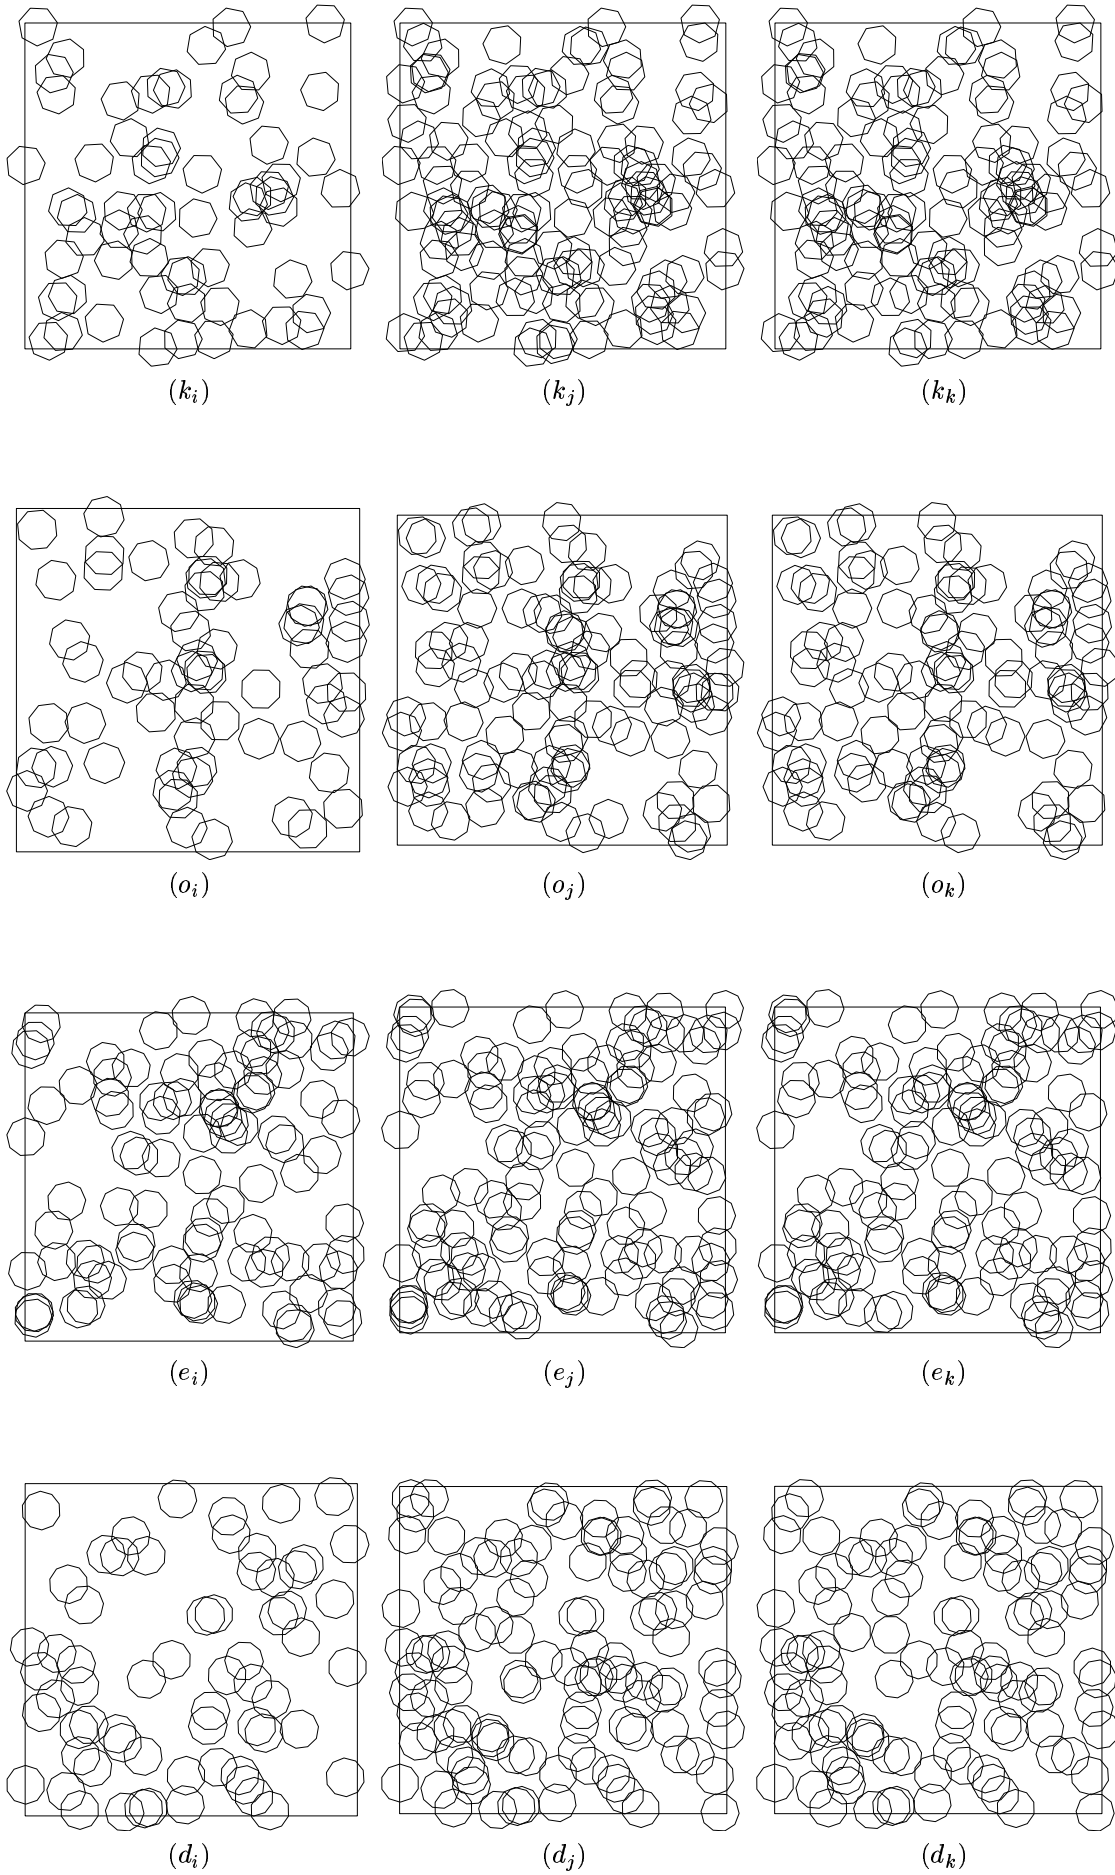 (k_i) (k_j) (k_k)
(o_i) (o_j) (o_k)
(e_i) (e_j) (e_k)
(d_i) (d_j) (d_k)